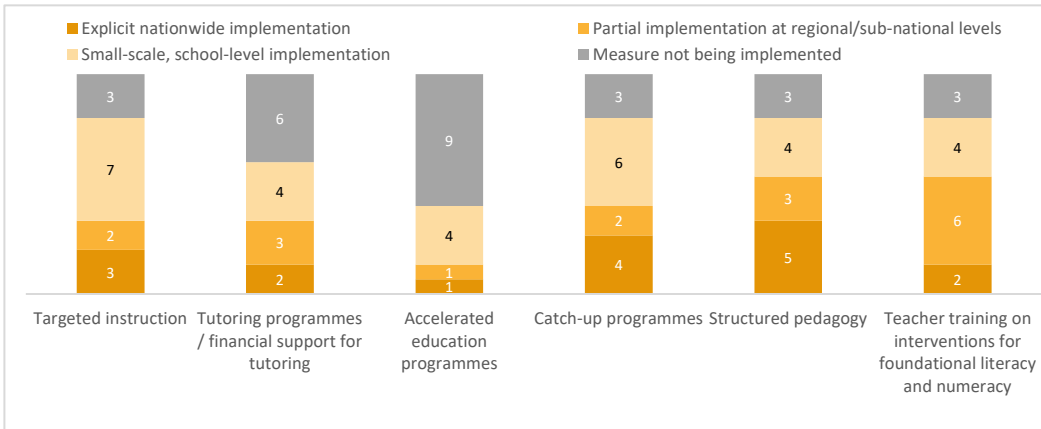 Explicit nationwide implementation
Partial implementation at regional/sub-national levels
Small-scale, school-level implementation
Measure not being implemented
3
7
2
3
6
4
3
2
9
4
1
1
3
6
2
4
3
4
3
5
3
4
6
2
Targeted instruction
Tutoring programmes
/ financial support for
tutoring
Accelerated
education
programmes
Catch-up programmes
Structured pedagogy
Teacher training on
interventions for
foundational literacy
and numeracy